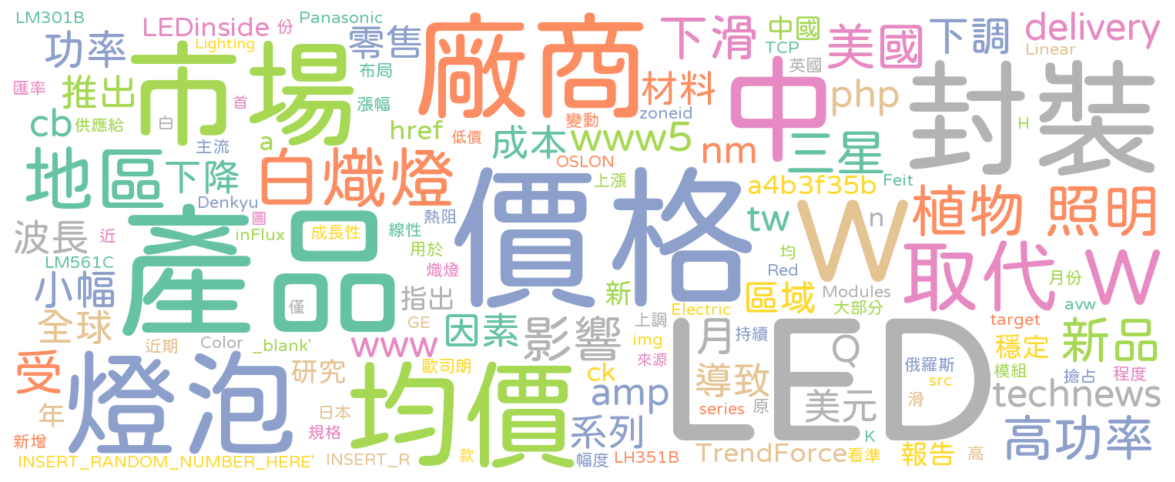 LM301B
LEDinside
份
Panasonic
功率
Lighting
零售
廠商
下滑
中國
TCP
英國
美國
下調
delivery
Linear
匯率
推出
首
市場
布局
漲幅
材料
zoneid
中
php
封裝
cb
供應給
白
主流
a
href
低價
變動
成本
www5
OSLON
nm
三星
H
地區
下降
白熾燈
Denkyu
熱阻
上漲
a4b3f35b
Feit
植物
照明
波長
近
圖
inFlux
成長性
線性
用於
價格
tw
均
W
n
LM561C
產品
熾燈
Red
取代
W
月份
小幅
僅
指出
新
區域
Modules
大部分
avw
全球
近期
Color
_blank'
GE
因素
影響
上調
Electric
月
持續
Q
target
穩定
新品
受
www
歐司朗
img
來源
LED
俄羅斯
模組
搶占
程度
燈泡
研究
均價
ck
amp
導致
src
technews
年
日本
series
原
美元
滑
新增
規格
系列
K
高功率
INSERT_RANDOM_NUMBER_HERE'
INSERT_R
款
幅度
LH351B
TrendForce
看準
報告
高